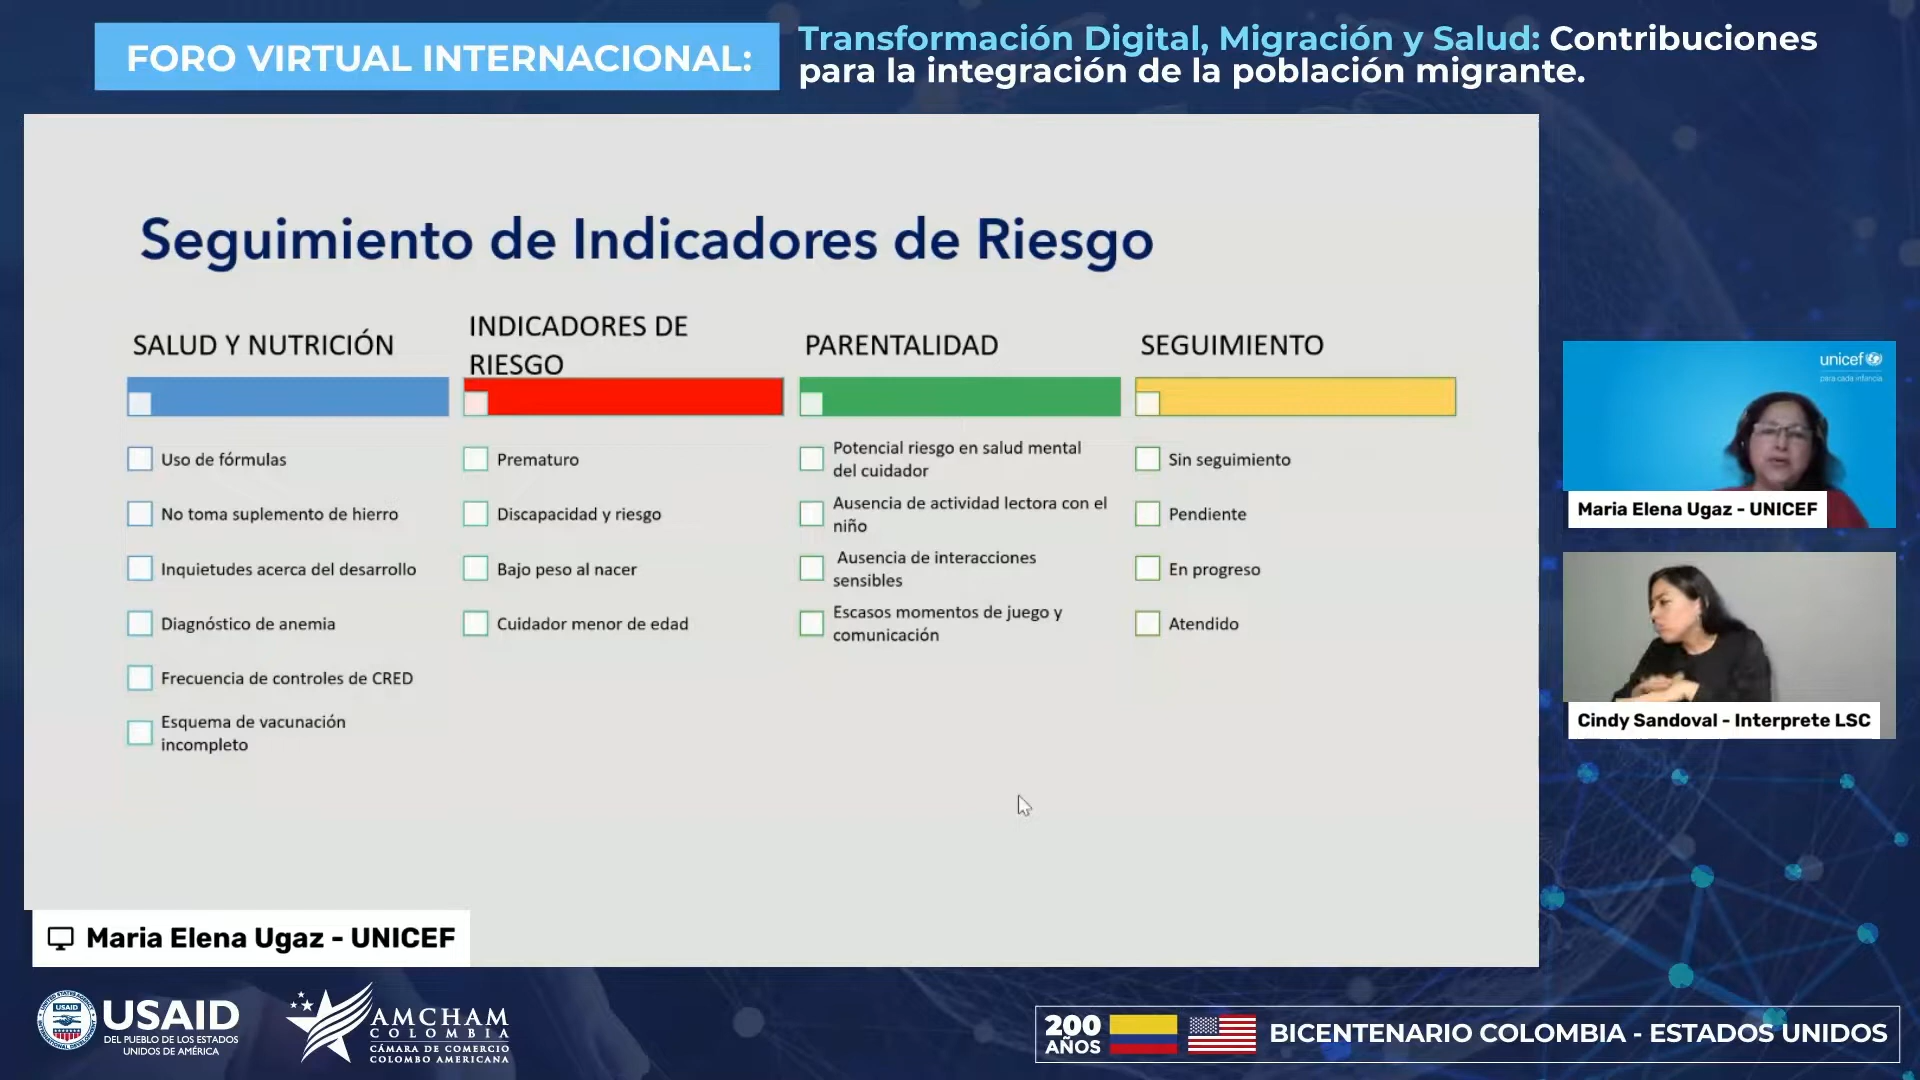 FORO VIRTUAL INTERNACIONAL:
Transformación Digital, Migración y Salud: Contribuciones
para la integración de la población migrante.
Seguimiento de Indicadores de Riesgo
SALUD Y NUTRICIÓN
Uso de fórmulas
No toma suplemento de hierro
Inquietudes acerca del desarrollo
Diagnóstico de anemia
Frecuencia de controles de CRED
Esquema de vacunación
incompleto
INDICADORES DE
RIESGO
Prematuro
Discapacidad y riesgo
Bajo peso al nacer
Cuidador menor de edad
PARENTALIDAD
Potencial riesgo en salud mental
del cuidador
Ausencia de actividad lectora con el
niño
Ausencia de interacciones
sensibles
Escasos momentos de juego y
comunicación
SEGUIMIENTO
Sin seguimiento
Pendiente
En progreso
Atendido
unicef
para cada infancia
Maria Elena Ugaz - UNICEF
Cindy Sandoval - Interprete LSC
Maria Elena Ugaz - UNICEF
USAID
USAID
DEL PUEBLO DE LOS ESTADOS
UNIDOS DE AMÉRICA
AMCHAM
COLOMBIA
CÁMARA DE COMERCIO
COLOMBO AMERICANA
200
AÑOS
BICENTENARIO COLOMBIA - ESTADOS UNIDOS